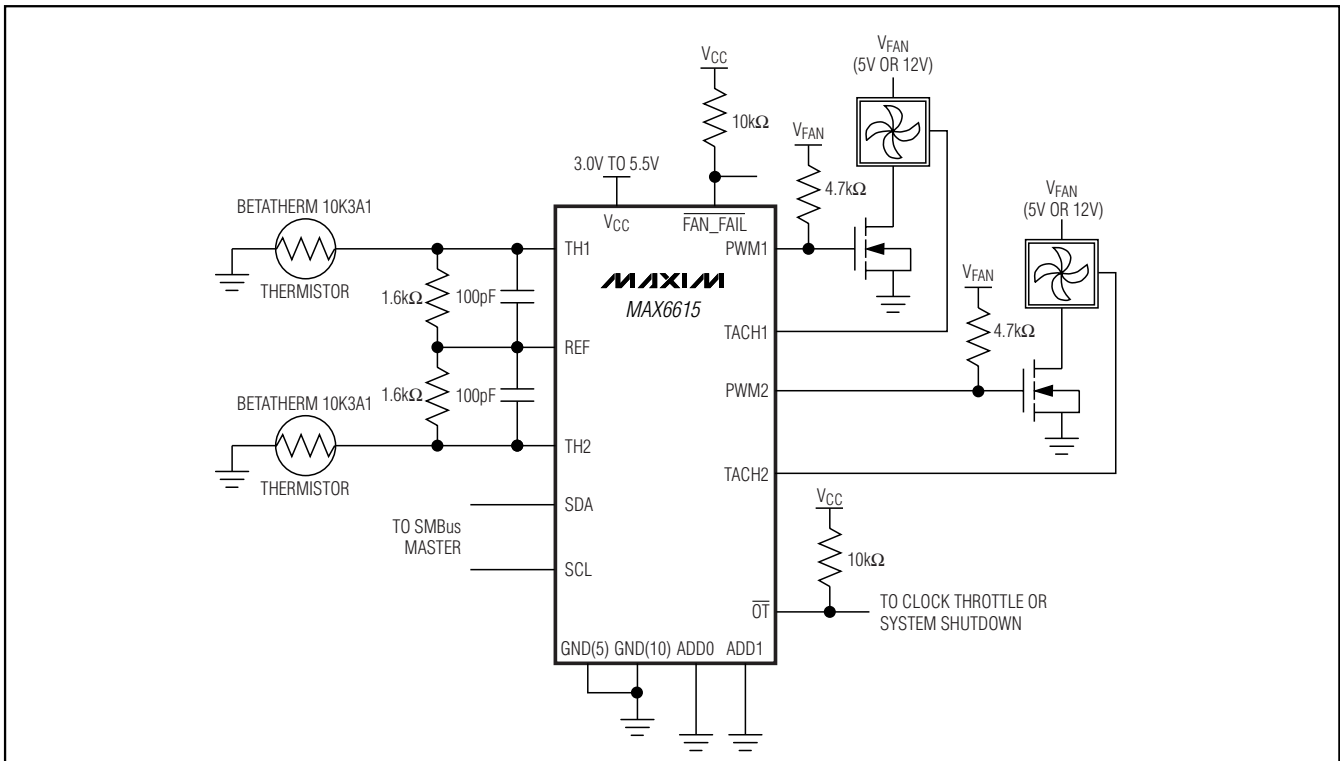 VCC
10kΩ
VFAN
(5V OR 12V)
VFAN
4.7kΩ
3.0V TO 5.5V
BETATHERM 10K3A1
THERMISTOR
1.6kΩ
100pF
1.6kΩ
100pF
BETATHERM 10K3A1
THERMISTOR
TO SMBus
MASTER
VCC
FAN_FAIL
TH1
PWM1
MAXIM
MAX6615
TACH1
REF
PWM2
TH2
TACH2
SDA
SCL
OT
GND(5) GND(10) ADD0 ADD1
VFAN
(5V OR 12V)
VFAN
4.7kΩ
VCC
10kΩ
TO CLOCK THROTTLE OR
SYSTEM SHUTDOWN